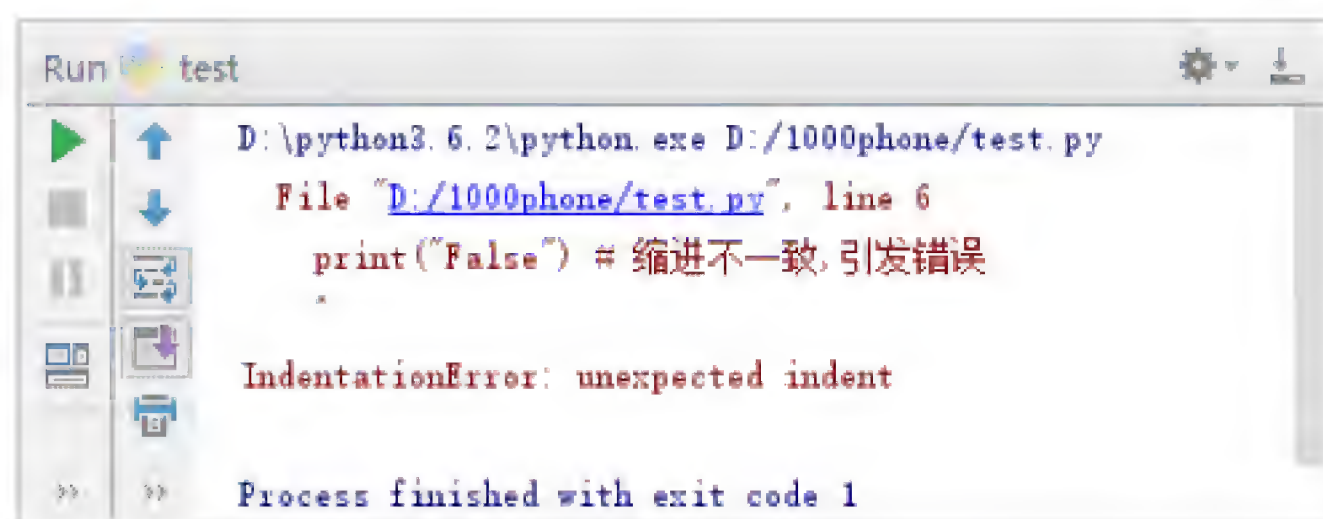 Run test
D:\python3.6.2\python.exe D:/1000phone/test.py
File "D:/1000phone/test.py", line 6
print("False") # 缩进不一致,引发错误
^
IndentationError: unexpected indent
Process finished with exit code 1